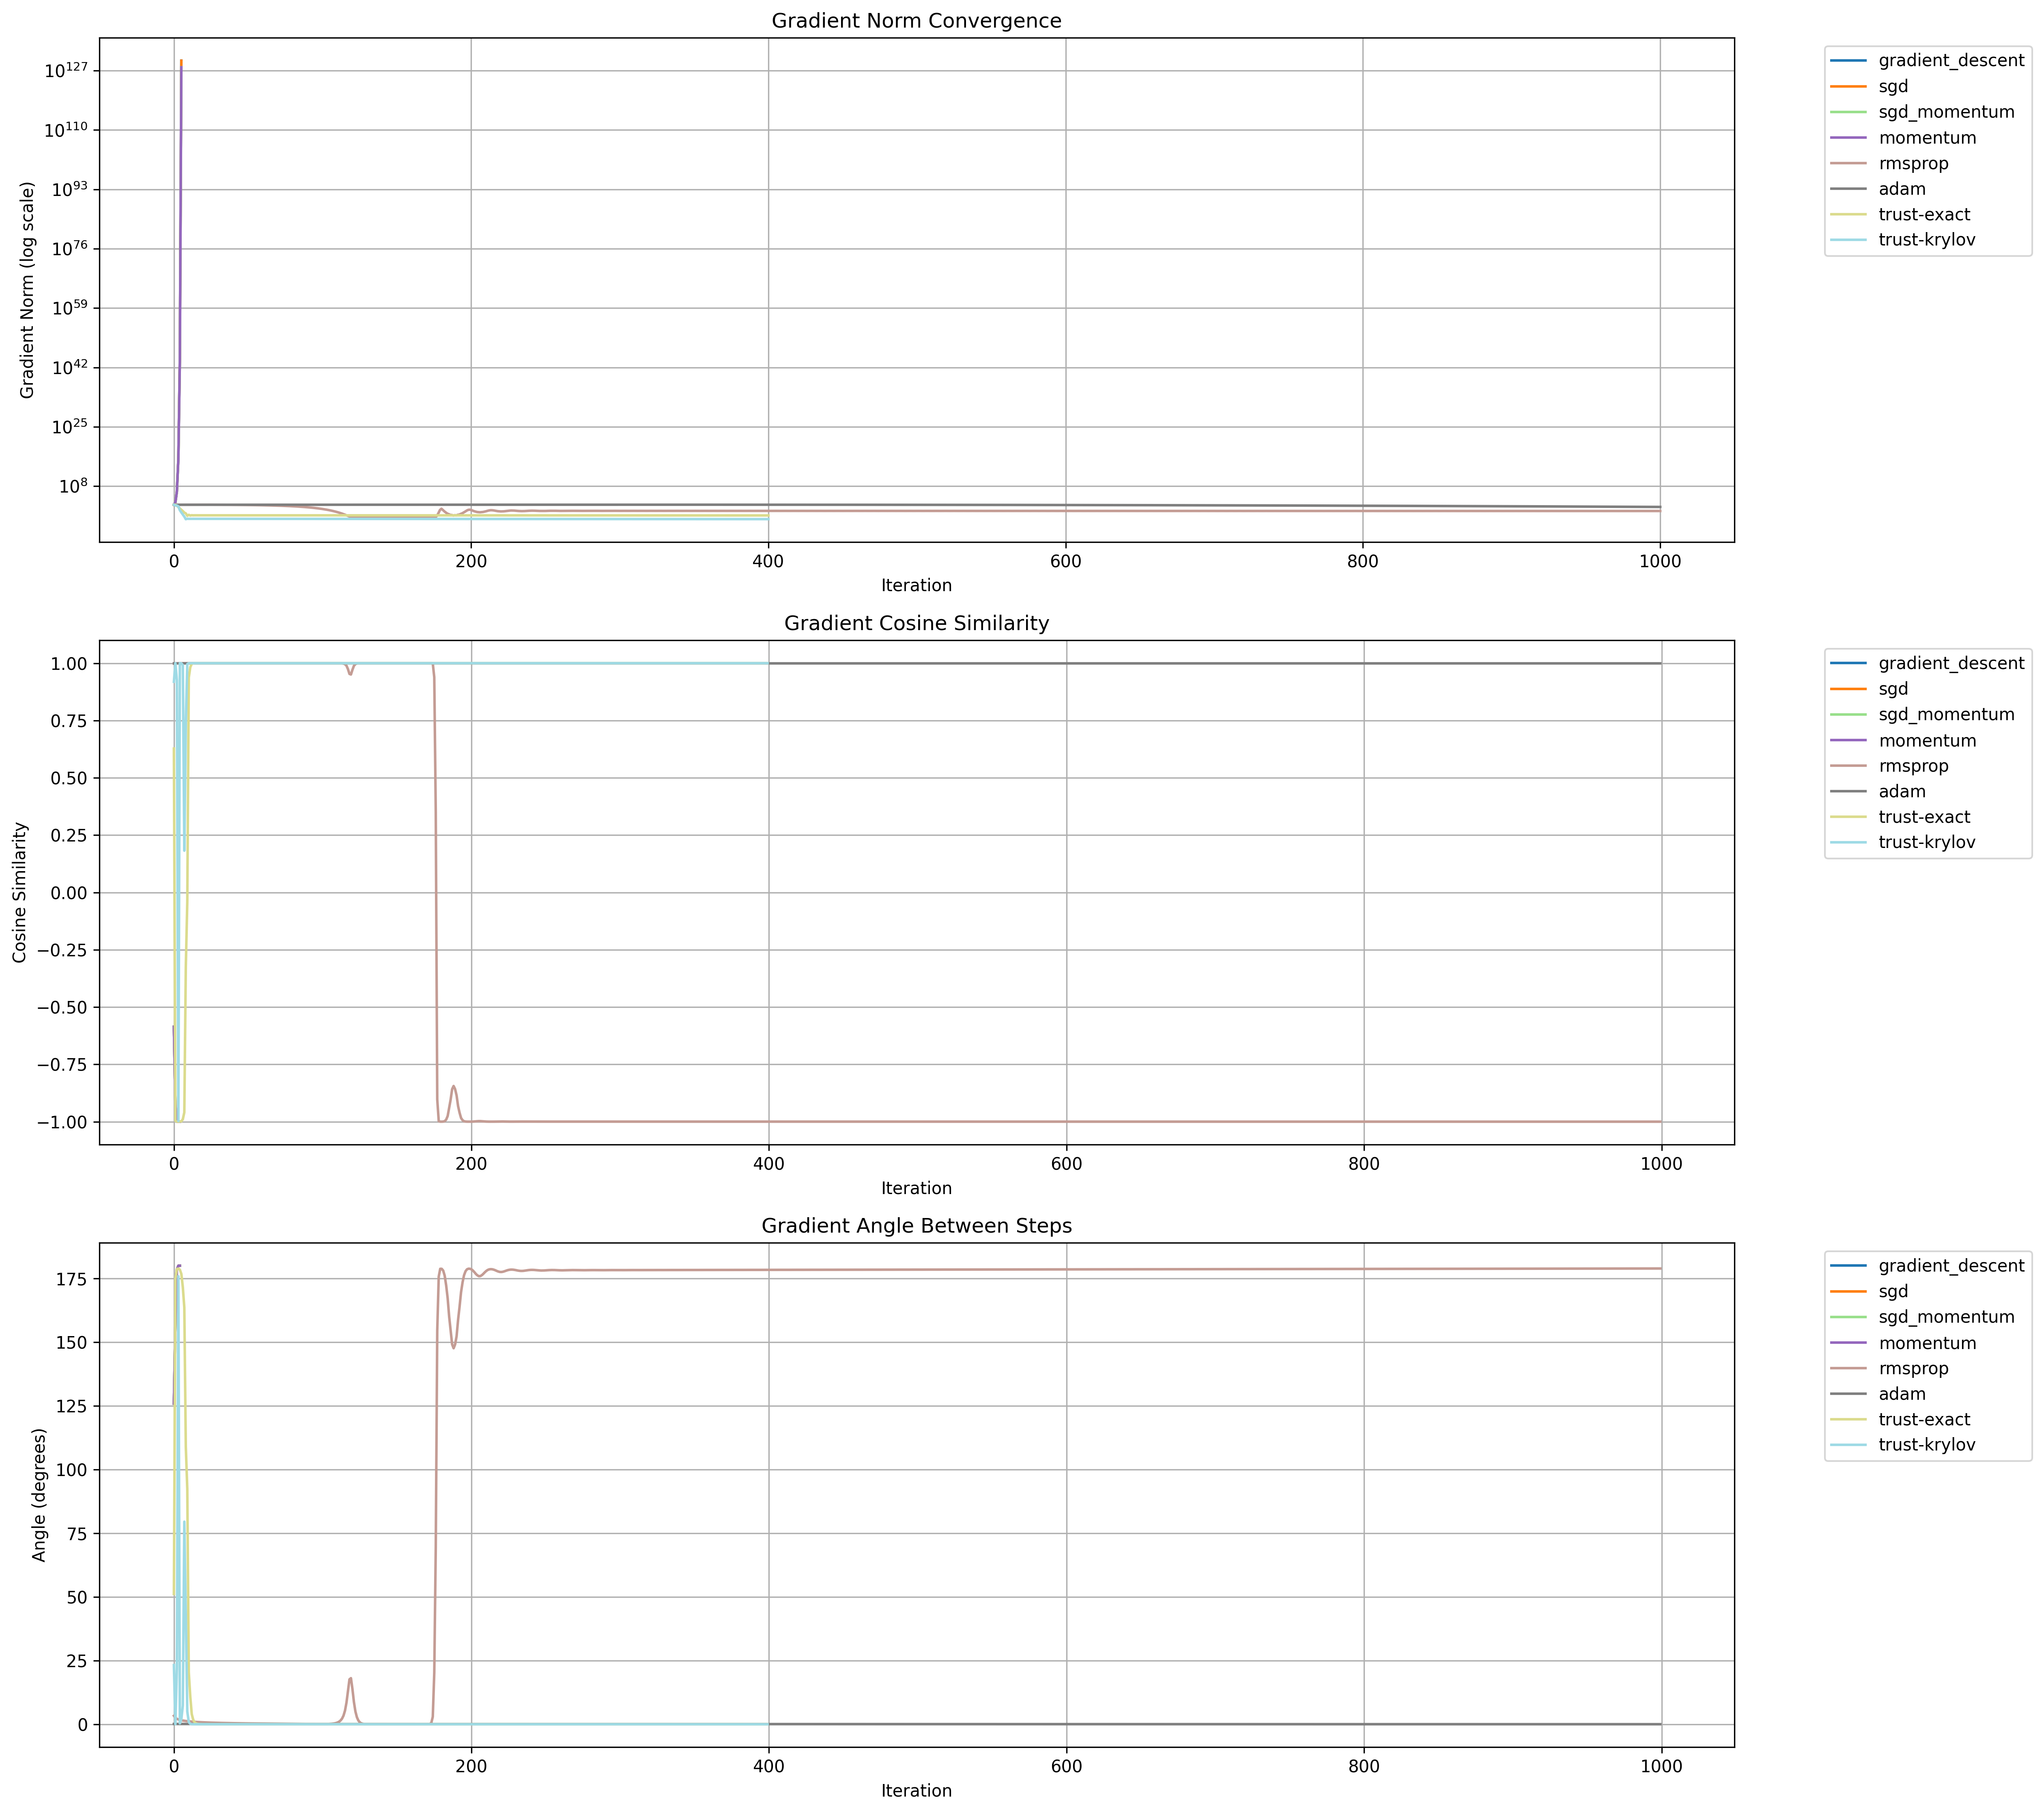 Gradient Norm Convergence
Gradient Norm (log scale)
10^127
10^110
10^93
10^76
10^59
10^42
10^25
10^8
0 200 400 600 800 1000
Iteration
gradient_descent
sgd
sgd_momentum
momentum
rmsprop
adam
trust-exact
trust-krylov
Gradient Cosine Similarity
Cosine Similarity
1.00
0.75
0.50
0.25
0.00
−0.25
−0.50
−0.75
−1.00
0 200 400 600 800 1000
Iteration
gradient_descent
sgd
sgd_momentum
momentum
rmsprop
adam
trust-exact
trust-krylov
Gradient Angle Between Steps
Angle (degrees)
175
150
125
100
75
50
25
0
0 200 400 600 800 1000
Iteration
gradient_descent
sgd
sgd_momentum
momentum
rmsprop
adam
trust-exact
trust-krylov